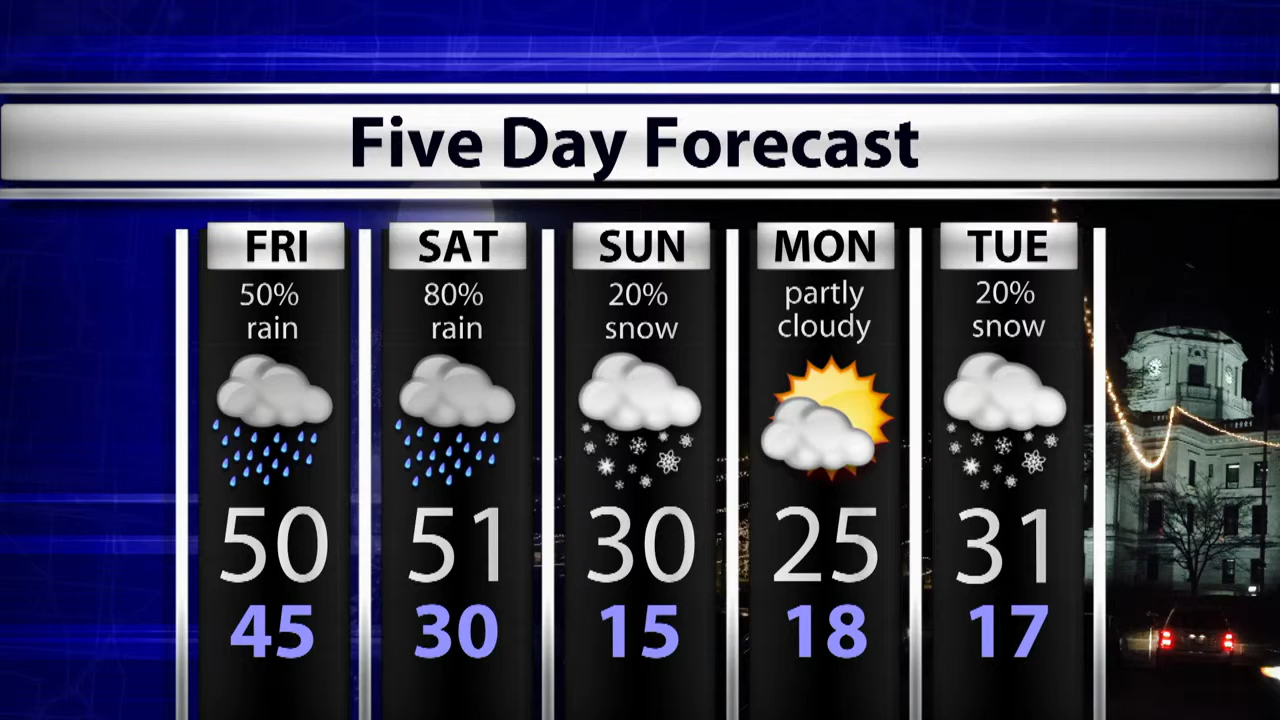 Five Day Forecast
FRI
50%
rain
50
45
SAT
80%
rain
51
30
SUN
20%
snow
30
15
MON
partly
cloudy
25
18
TUE
20%
snow
31
17